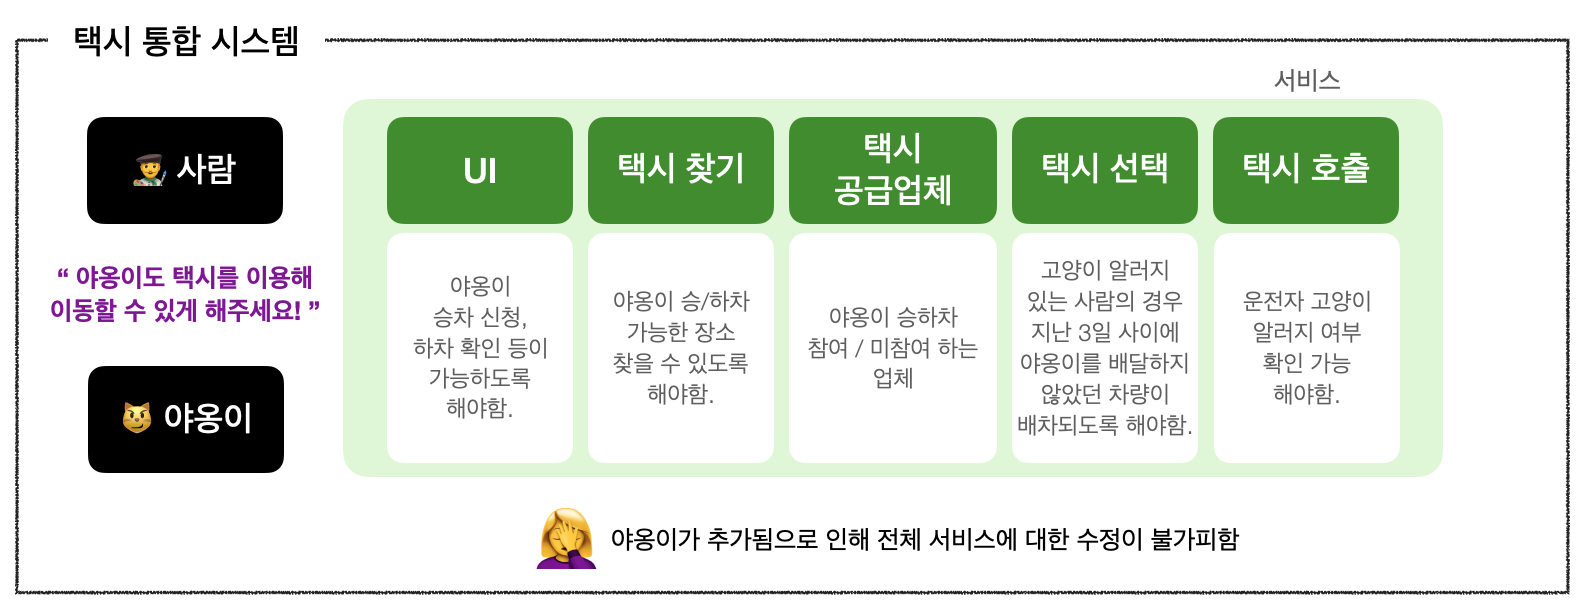 택시 통합 시스템
서비스
사람
“ 야옹이도 택시를 이용해
이동할 수 있게 해주세요! ”
야옹이
UI
야옹이
승차 신청,
하차 확인 등이
가능하도록
해야함.
택시 찾기
야옹이 승/하차
가능한 장소
찾을 수 있도록
해야함.
택시
공급업체
야옹이 승하차
참여 / 미참여 하는
업체
택시 선택
고양이 알러지
있는 사람의 경우
지난 3일 사이에
야옹이를 배달하지
않았던 차량이
배차되도록 해야함.
택시 호출
운전자 고양이
알러지 여부
확인 가능
해야함.
야옹이가 추가됨으로 인해 전체 서비스에 대한 수정이 불가피함